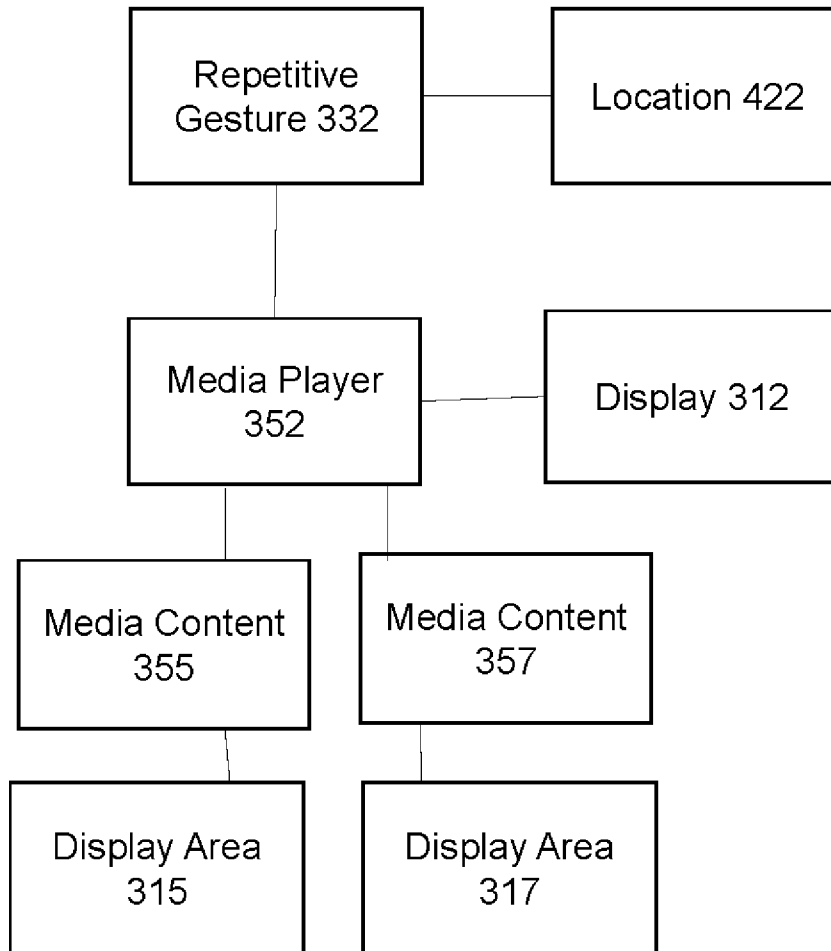 Repetitive
Gesture 332
Location 422
Media Player
352
Display 312
Media Content
355
Media Content
357
Display Area
315
Display Area
317